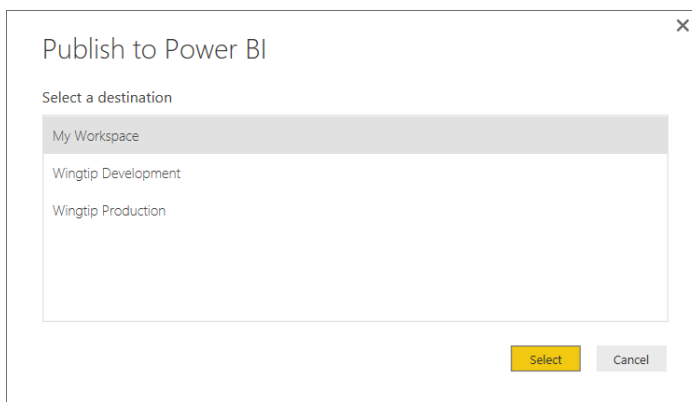 Publish to Power BI
Select a destination
My Workspace
Wingtip Development
Wingtip Production
Select Cancel